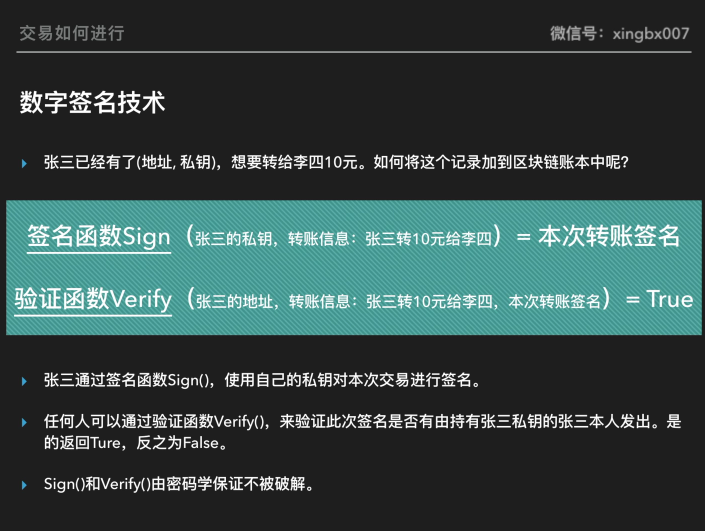 交易如何进行
微信号：xingbx007
数字签名技术
张三已经有了(地址, 私钥)，想要转给李四10元。如何将这个记录加到区块链账本中呢？
签名函数Sign（张三的私钥，转账信息：张三转10元给李四）= 本次转账签名
验证函数Verify（张三的地址，转账信息：张三转10元给李四，本次转账签名）= True
张三通过签名函数Sign()，使用自己的私钥对本次交易进行签名。
任何人可以通过验证函数Verify()，来验证此次签名是否有由持有张三私钥的张三本人发出。是
的返回Ture，反之为False。
Sign()和Verify()由密码学保证不被破解。